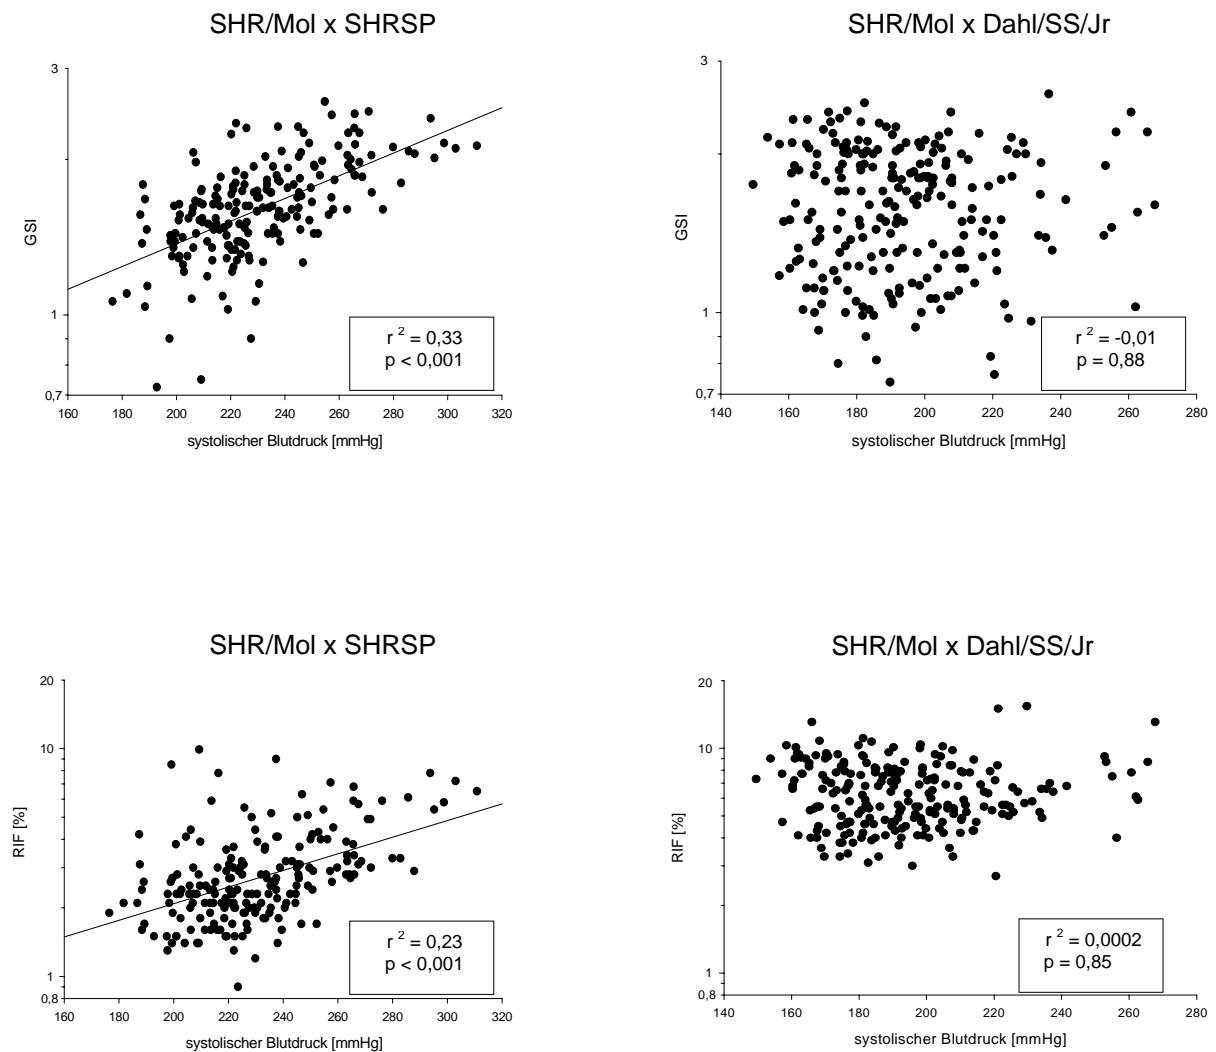 SHR/Mol x SHRSP
3
1
0,7
GSI
r 2 = 0,33
p < 0,001
160 180 200 220 240 260 280 300 320
systolischer Blutdruck [mmHg]
SHR/Mol x Dahl/SS/Jr
3
2
1
0,7
GSI
r 2 = -0,01
p = 0,88
140 160 180 200 220 240 260 280
systolischer Blutdruck [mmHg]
SHR/Mol x SHRSP
20
10
1
0,8
RIF [%]
r 2 = 0,23
p < 0,001
160 180 200 220 240 260 280 300 320
systolischer Blutdruck [mmHg]
SHR/Mol x Dahl/SS/Jr
20
10
1
0,8
RIF [%]
r 2 = 0,0002
p = 0,85
140 160 180 200 220 240 260 280
systolischer Blutdruck [mmHg]